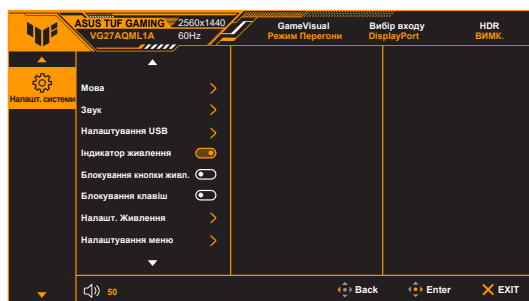 ASUS TUF GAMING 2560x1440
VG27AQML1A 60Hz
GameVisual
Режим Перегони
Вибір входу
DisplayPort
HDR
ВИМК.
Налашт. системи
Мова
Звук
Налаштування USB
Індикатор живлення
Блокування кнопки живл.
Блокування клавіш
Налашт. Живлення
Налаштування меню
50
Back
Enter
EXIT